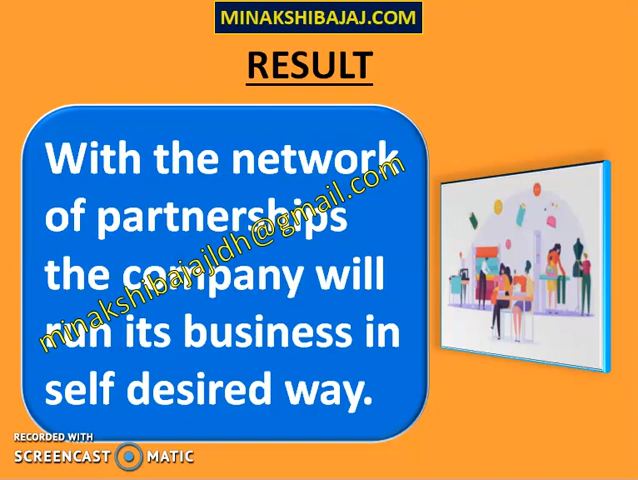 MINAKSHIBAJAJ.COM
RESULT
With the network
of partnerships
the company will
run its business in
self desired way.
minakshibajajldh@gmail.com
RECORDED WITH
SCREENCAST MATIC